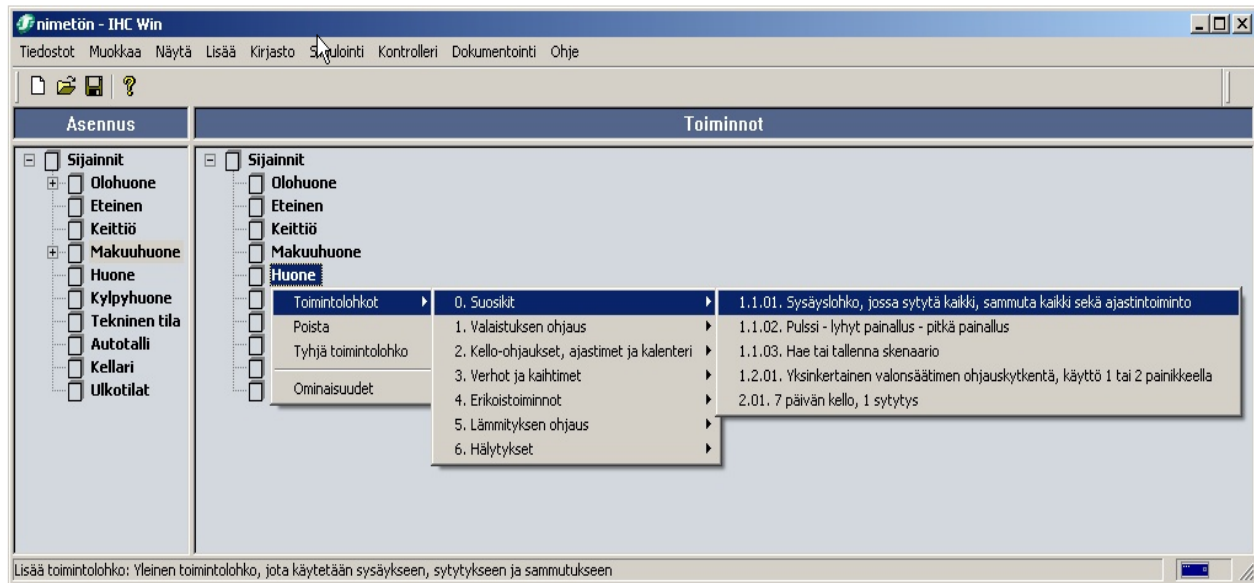 nimetön - IHC Win
Tiedostot Muokkaa Näytä Lisää Kirjasto Simulointi Kontrolleri Dokumentointi Ohje
Asennus
Toiminnot
Sijainnit
Olohuone
Eteinen
Keittiö
Makuuhuone
Huone
Kylpyhuone
Tekninen tila
Autotalli
Kellari
Ulkotilat
Sijainnit
Olohuone
Eteinen
Keittiö
Makuuhuone
Huone
Toimintolohkot
Poista
Tyhjä toimintolohko
Ominaisuudet
0. Suosikit
1. Valaistuksen ohjaus
2. Kello-ohjaukset, ajastimet ja kalenteri
3. Verhot ja kaihtimet
4. Erikoistoiminnot
5. Lämmityksen ohjaus
6. Hälytykset
1.1.01. Sysäyslohko, jossa sytytä kaikki, sammuta kaikki sekä ajastintoiminto
1.1.02. Pulssi - lyhyt painallus - pitkä painallus
1.1.03. Hae tai tallenna skenaario
1.2.01. Yksinkertainen valonsäätimen ohjauskytkentä, käyttö 1 tai 2 painikkeella
2.01. 7 päivän kello, 1 sytytys
Lisää toimintolohko: Yleinen toimintolohko, jota käytetään sysäykseen, sytytykseen ja sammutukseen